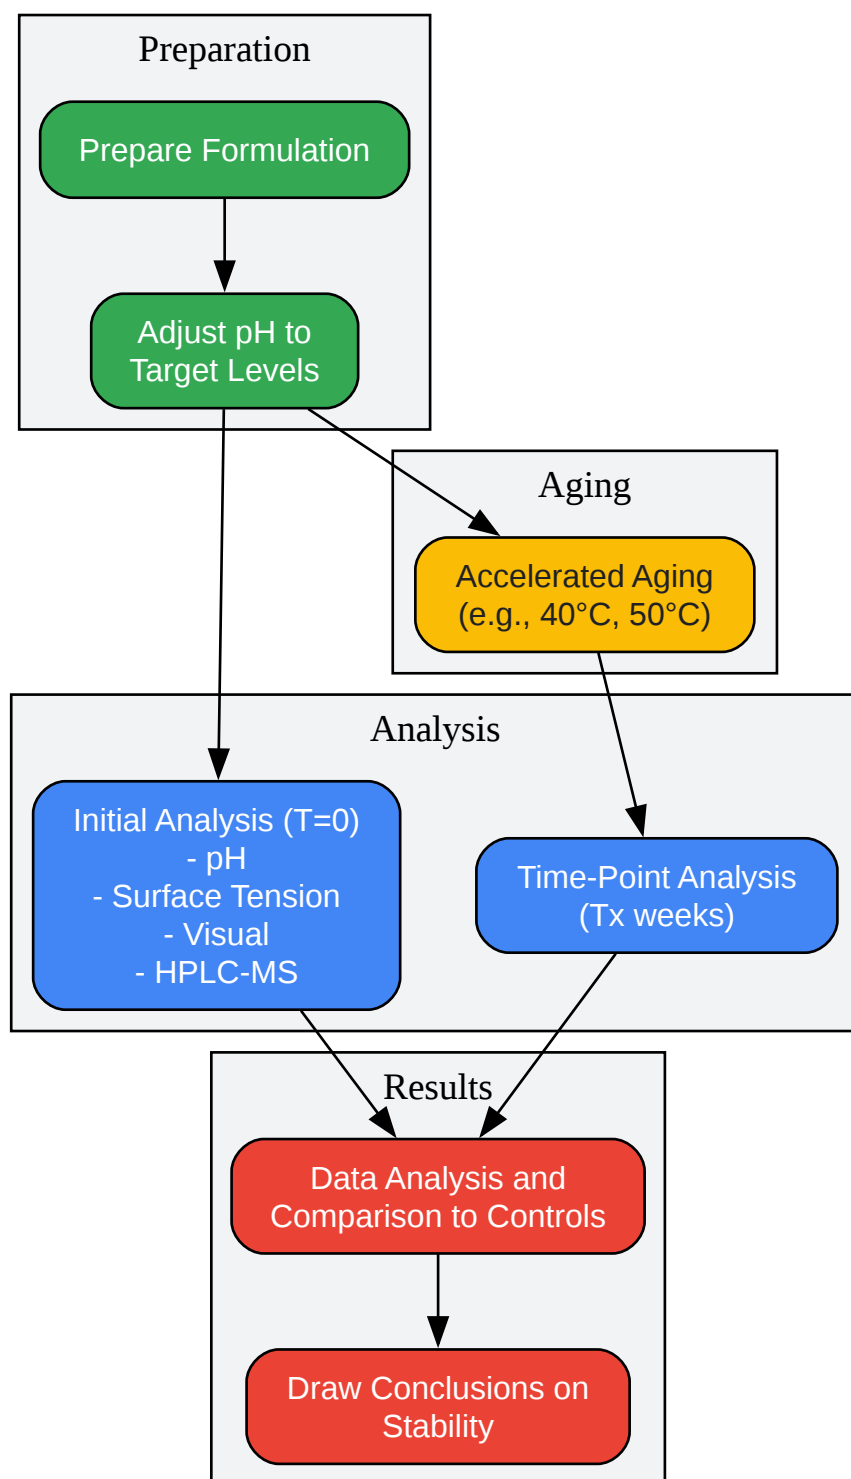 Preparation
Prepare Formulation
Adjust pH to
Target Levels
Aging
Accelerated Aging
(e.g., 40°C, 50°C)
Analysis
Initial Analysis (T=0)
- pH
- Surface Tension
- Visual
- HPLC-MS
Time-Point Analysis
(Tx weeks)
Results
Data Analysis and
Comparison to Controls
Draw Conclusions on
Stability